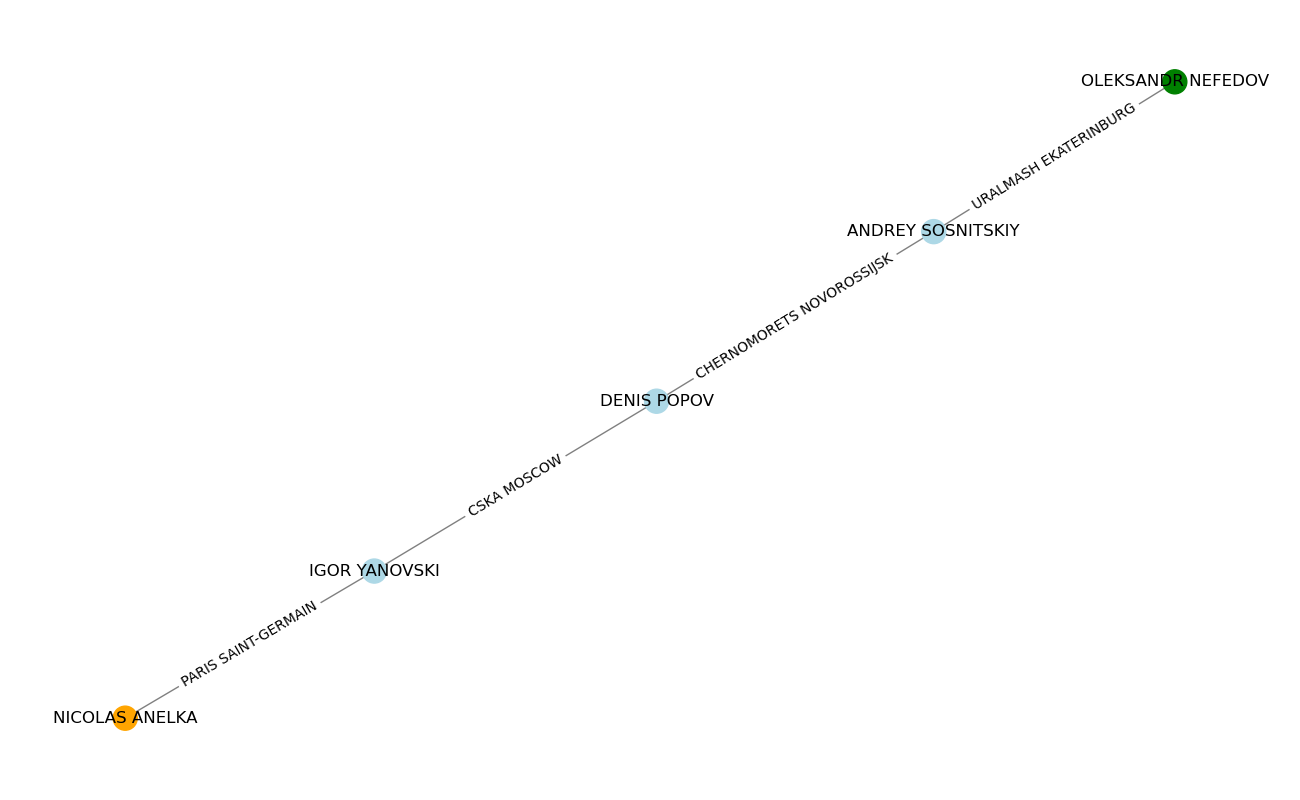 OLEKSANDR NEFEDOV
URALMASH EKATERINBURG
ANDREY SOSNITSKIY
CHERNOMORETS NOVOROSSIJSK
DENIS POPOV
CSKA MOSCOW
IGOR YANOVSKI
PARIS SAINT-GERMAIN
NICOLAS ANELKA